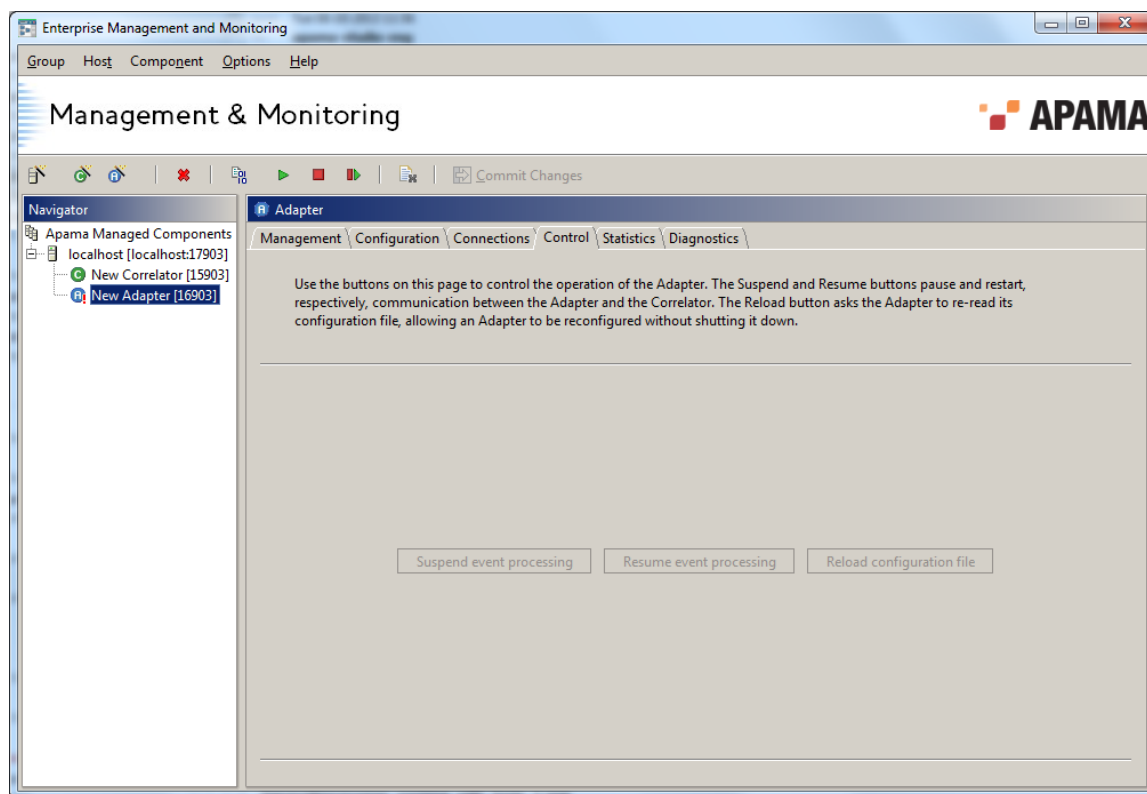 Enterprise Management and Monitoring
Group Host Component Options Help
Management & Monitoring
APAMA
Commit Changes
Navigator
Apama Managed Components
localhost [localhost:17903]
New Correlator [15903]
New Adapter [16903]
Adapter
Management Configuration Connections Control Statistics Diagnostics
Use the buttons on this page to control the operation of the Adapter. The Suspend and Resume buttons pause and restart,
respectively, communication between the Adapter and the Correlator. The Reload button asks the Adapter to re-read its
configuration file, allowing an Adapter to be reconfigured without shutting it down.
Suspend event processing Resume event processing Reload configuration file